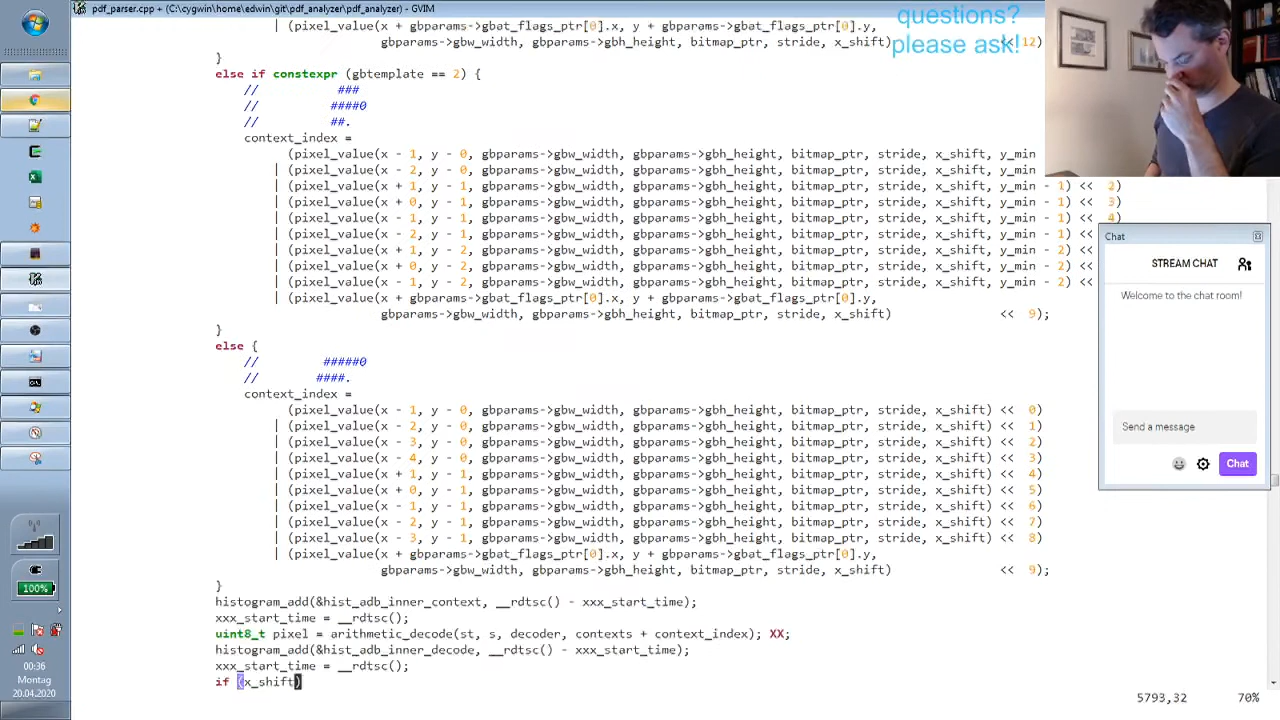 pdf_parser.cpp + (C:\cygwin\home\edwin\git\pdf_analyzer\pdf_analyzer) - GVIM
questions?
please ask!
| (pixel_value(x + gbparams->gbat_flags_ptr[0].x, y + gbparams->gbat_flags_ptr[0].y,
gbparams->gbw_width, gbparams->gbh_height, bitmap_ptr, stride, x_shift) << 12)
}
else if constexpr (gbtemplate == 2) {
// ###
// ####0
// ##.
context_index =
(pixel_value(x - 1, y - 0, gbparams->gbw_width, gbparams->gbh_height, bitmap_ptr, stride, x_shift, y_min
| (pixel_value(x - 2, y - 0, gbparams->gbw_width, gbparams->gbh_height, bitmap_ptr, stride, x_shift, y_min
| (pixel_value(x + 1, y - 1, gbparams->gbw_width, gbparams->gbh_height, bitmap_ptr, stride, x_shift, y_min - 1) << 2)
| (pixel_value(x + 0, y - 1, gbparams->gbw_width, gbparams->gbh_height, bitmap_ptr, stride, x_shift, y_min - 1) << 3)
| (pixel_value(x - 1, y - 1, gbparams->gbw_width, gbparams->gbh_height, bitmap_ptr, stride, x_shift, y_min - 1) << 4)
| (pixel_value(x - 2, y - 1, gbparams->gbw_width, gbparams->gbh_height, bitmap_ptr, stride, x_shift, y_min - 1) <<
| (pixel_value(x + 1, y - 2, gbparams->gbw_width, gbparams->gbh_height, bitmap_ptr, stride, x_shift, y_min - 2) <<
| (pixel_value(x + 0, y - 2, gbparams->gbw_width, gbparams->gbh_height, bitmap_ptr, stride, x_shift, y_min - 2) <<
| (pixel_value(x - 1, y - 2, gbparams->gbw_width, gbparams->gbh_height, bitmap_ptr, stride, x_shift, y_min - 2) <<
| (pixel_value(x + gbparams->gbat_flags_ptr[0].x, y + gbparams->gbat_flags_ptr[0].y,
gbparams->gbw_width, gbparams->gbh_height, bitmap_ptr, stride, x_shift) << 9);
}
else {
// #####0
// ####.
context_index =
(pixel_value(x - 1, y - 0, gbparams->gbw_width, gbparams->gbh_height, bitmap_ptr, stride, x_shift) << 0)
| (pixel_value(x - 2, y - 0, gbparams->gbw_width, gbparams->gbh_height, bitmap_ptr, stride, x_shift) << 1)
| (pixel_value(x - 3, y - 0, gbparams->gbw_width, gbparams->gbh_height, bitmap_ptr, stride, x_shift) << 2)
| (pixel_value(x - 4, y - 0, gbparams->gbw_width, gbparams->gbh_height, bitmap_ptr, stride, x_shift) << 3)
| (pixel_value(x + 1, y - 1, gbparams->gbw_width, gbparams->gbh_height, bitmap_ptr, stride, x_shift) << 4)
| (pixel_value(x + 0, y - 1, gbparams->gbw_width, gbparams->gbh_height, bitmap_ptr, stride, x_shift) << 5)
| (pixel_value(x - 1, y - 1, gbparams->gbw_width, gbparams->gbh_height, bitmap_ptr, stride, x_shift) << 6)
| (pixel_value(x - 2, y - 1, gbparams->gbw_width, gbparams->gbh_height, bitmap_ptr, stride, x_shift) << 7)
| (pixel_value(x - 3, y - 1, gbparams->gbw_width, gbparams->gbh_height, bitmap_ptr, stride, x_shift) << 8)
| (pixel_value(x + gbparams->gbat_flags_ptr[0].x, y + gbparams->gbat_flags_ptr[0].y,
gbparams->gbw_width, gbparams->gbh_height, bitmap_ptr, stride, x_shift) << 9);
}
histogram_add(&hist_adb_inner_context, __rdtsc() - xxx_start_time);
xxx_start_time = __rdtsc();
uint8_t pixel = arithmetic_decode(st, s, decoder, contexts + context_index); XX;
histogram_add(&hist_adb_inner_decode, __rdtsc() - xxx_start_time);
xxx_start_time = __rdtsc();
if (x_shift)
5793,32 70%
Chat
STREAM CHAT
Welcome to the chat room!
Send a message
Chat
100%
00:36
Montag
20.04.2020